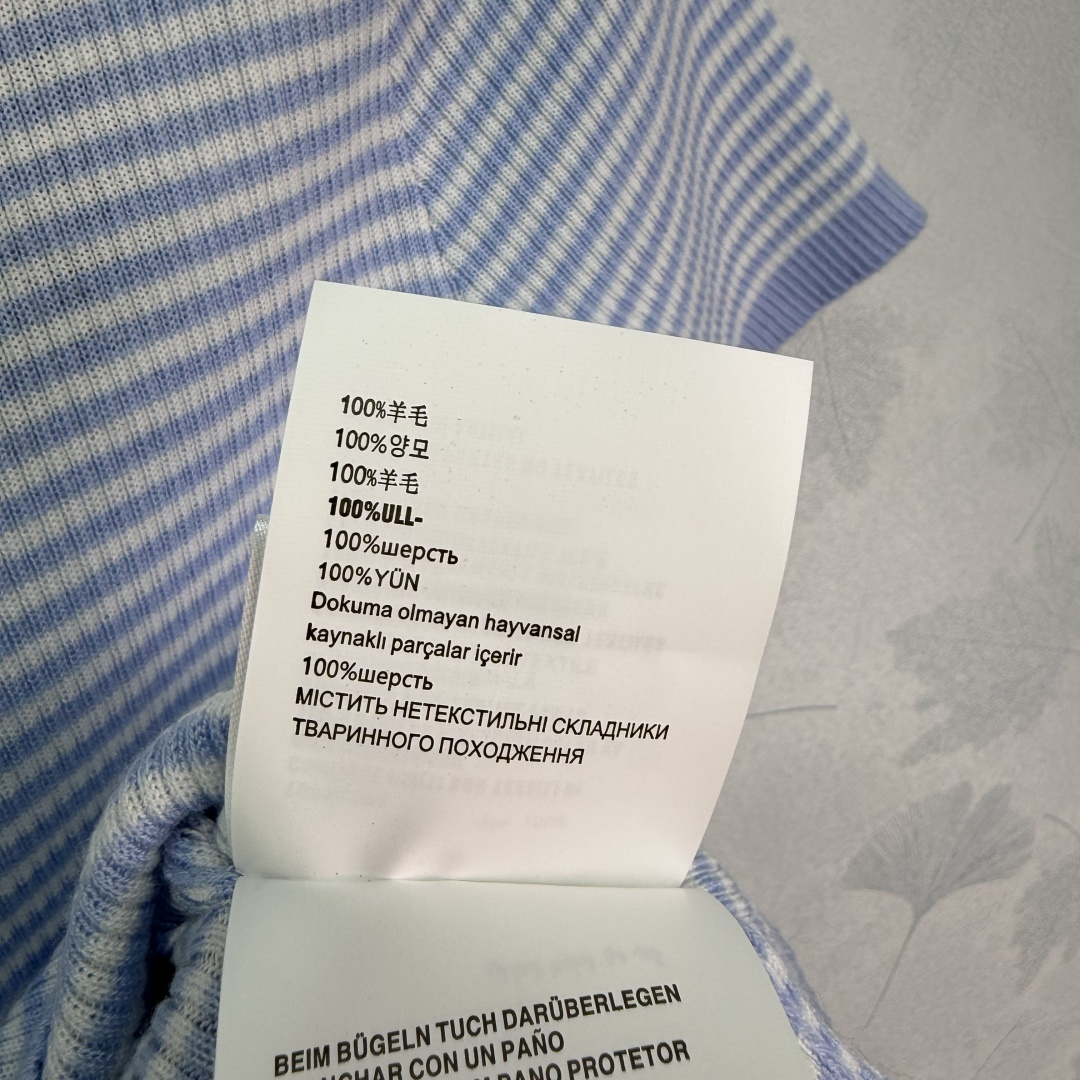 100%羊毛
100%양모
100%羊毛
100%ULL-
100%шерсть
100%YÜN
Dokuma olmayan hayvansal
kaynaklı parçalar içerir
100%шерсть
МІСТИТЬ НЕТЕКСТИЛЬНІ СКЛАДНИКИ
ТВАРИННОГО ПОХОДЖЕННЯ
BEIM BÜGELN TUCH DARÜBERLEGEN
CON UN PAÑO
PANO PROTETOR